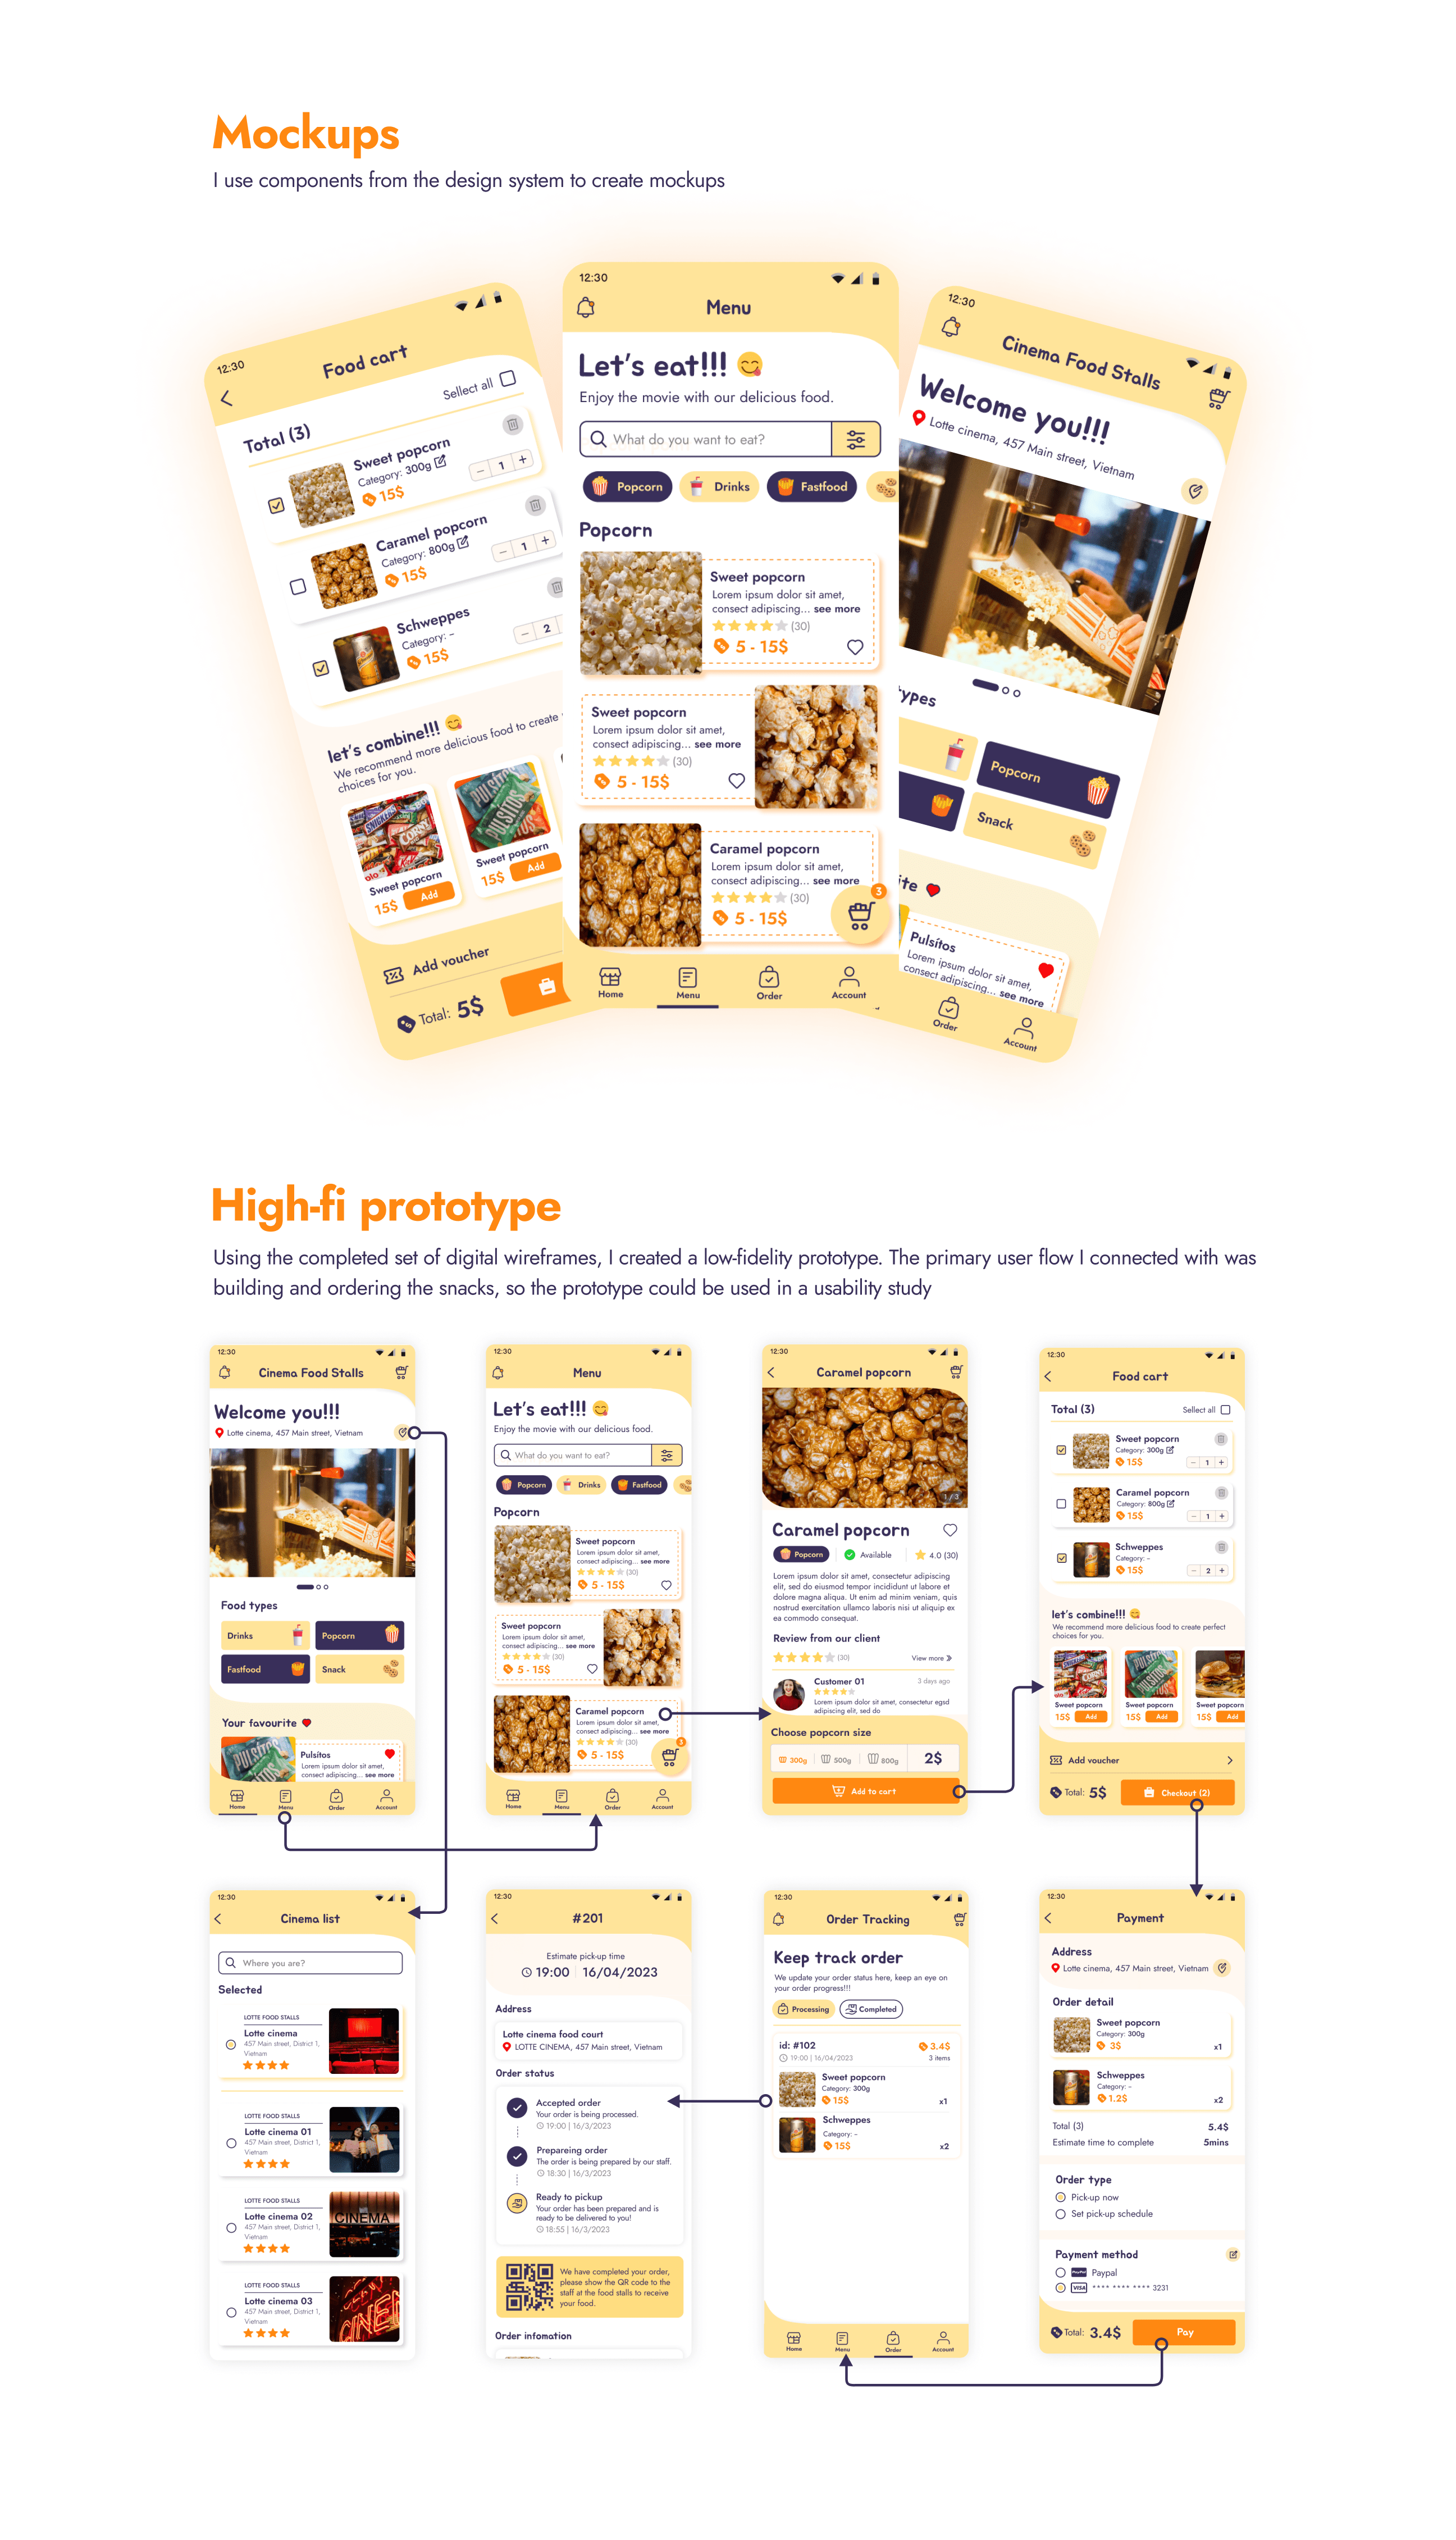 Mockups
I use components from the design system to create mockups
12:30
Food cart
Sellect all
Total (3)
Sweet popcorn
Category: 300g
15$
1
Caramel popcorn
Category: 800g
15$
1
Schweppes
Category: -
15$
2
let's combine!!!
We recommend more delicious food to create
choices for you.
SNICKERS
Sweet popcorn
15$
Add
PULSITOS
Sweet popcorn
15$
Add
Add voucher
Total: 5$
12:30
Menu
Let's eat!!!
Enjoy the movie with our delicious food.
What do you want to eat?
Popcorn
Drinks
Fastfood
Popcorn
Sweet popcorn
Lorem ipsum dolor sit amet,
consect adipiscing... see more
(30)
5 - 15$
Sweet popcorn
Lorem ipsum dolor sit amet,
consect adipiscing... see more
(30)
5 - 15$
Caramel popcorn
Lorem ipsum dolor sit amet,
consect adipiscing... see more
(30)
5 - 15$
3
Home
Menu
Order
Account
12:30
Cinema Food Stalls
Welcome you!!!
Lotte cinema, 457 Main street, Vietnam
ypes
Popcorn
Snack
ite
Pulsítos
Lorem ipsum dolor sit amet,
consect adipiscing... see more
Order
Account
High-fi prototype
Using the completed set of digital wireframes, I created a low-fidelity prototype. The primary user flow I connected with was
building and ordering the snacks, so the prototype could be used in a usability study
12:30
Cinema Food Stalls
Welcome you!!!
Lotte cinema, 457 Main street, Vietnam
Food types
Drinks
Popcorn
Fastfood
Snack
Your favourite
Pulsítos
Lorem ipsum dolor sit amet,
consect adipiscing... see more
Home
Menu
Order
Account
12:30
Menu
Let's eat!!!
Enjoy the movie with our delicious food.
What do you want to eat?
Popcorn
Drinks
Fastfood
Popcorn
Sweet popcorn
Lorem ipsum dolor sit amet,
consect adipiscing... see more
(30)
5 - 15$
Sweet popcorn
Lorem ipsum dolor sit amet,
consect adipiscing... see more
(30)
5 - 15$
Caramel popcorn
Lorem ipsum dolor sit amet,
consect adipiscing... see more
(30)
5 - 15$
3
Home
Menu
Order
Account
12:30
Caramel popcorn
1 / 3
Caramel popcorn
Popcorn
Available
4.0 (30)
Lorem ipsum dolor sit amet, consectetur adipiscing
elit, sed do eiusmod tempor incididunt ut labore et
dolore magna aliqua. Ut enim ad minim veniam, quis
nostrud exercitation ullamco laboris nisi ut aliquip ex
ea commodo consequat.
Review from our client
(30)
View more
Customer 01
3 days ago
Lorem ipsum dolor sit amet, consectetur egsd
adipiscing elit, sed do
Choose popcorn size
300g
500g
800g
2$
Add to cart
12:30
Food cart
Total (3)
Sellect all
Sweet popcorn
Category: 300g
15$
1
Caramel popcorn
Category: 800g
15$
1
Schweppes
Category: -
15$
2
let's combine!!!
We recommend more delicious food to create perfect
choices for you.
Sweet popcorn
15$
Add
Sweet popcorn
15$
Add
Sweet popcorn
15$
Add
Add voucher
Total: 5$
Checkout (2)
12:30
Cinema list
Where you are?
Selected
LOTTE FOOD STALLS
Lotte cinema
457 Main street, District 1,
Vietnam
LOTTE FOOD STALLS
Lotte cinema 01
457 Main street, District 1,
Vietnam
LOTTE FOOD STALLS
Lotte cinema 02
457 Main street, District 1,
Vietnam
CINEMA
LOTTE FOOD STALLS
Lotte cinema 03
457 Main street, District 1,
Vietnam
12:30
#201
Estimate pick-up time
19:00
16/04/2023
Address
Lotte cinema food court
LOTTE CINEMA, 457 Main street, Vietnam
Order status
Accepted order
Your order is being processed.
19:00 | 16/3/2023
Prepareing order
The order is being prepared by our staff.
18:30 | 16/3/2023
Ready to pickup
Your order has been prepared and is
ready to be delivered to you!
18:55 | 16/3/2023
We have completed your order,
please show the QR code to the
staff at the food stalls to receive
your food.
Order infomation
12:30
Order Tracking
Keep track order
We update your order status here, keep an eye on
your order progress!!!
Processing
Completed
id: #102
3.4$
19:00 | 16/04/2023
3 items
Sweet popcorn
Category: 300g
15$
x1
Schweppes
Category: -
15$
x2
Home
Menu
Order
Account
12:30
Payment
Address
Lotte cinema, 457 Main street, Vietnam
Order detail
Sweet popcorn
Category: 300g
3$
x1
Schweppes
Category: -
1.2$
x2
Total (3)
5.4$
Estimate time to complete
5mins
Order type
Pick-up now
Set pick-up schedule
Payment method
Paypal
VISA
**** **** **** 3231
Total: 3.4$
Pay